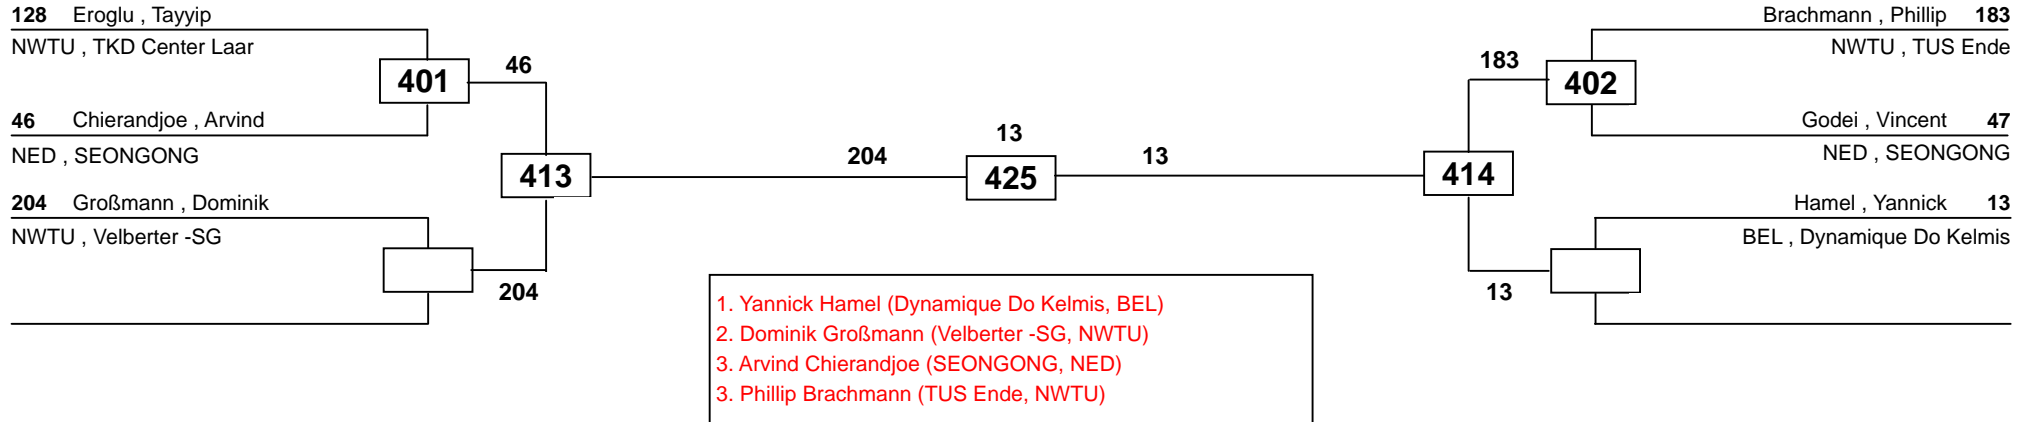 128 Eroglu , Tayyip
NWTU , TKD Center Laar
401
46
46 Chierandjoe , Arvind
NED , SEONGONG
413
204 Großmann , Dominik
NWTU , Velberter -SG
204
204
13
425
13
Brachmann , Phillip 183
NWTU , TUS Ende
183
402
Godei , Vincent 47
NED , SEONGONG
414
Hamel , Yannick 13
BEL , Dynamique Do Kelmis
13
1. Yannick Hamel (Dynamique Do Kelmis, BEL)
2. Dominik Großmann (Velberter -SG, NWTU)
3. Arvind Chierandjoe (SEONGONG, NED)
3. Phillip Brachmann (TUS Ende, NWTU)